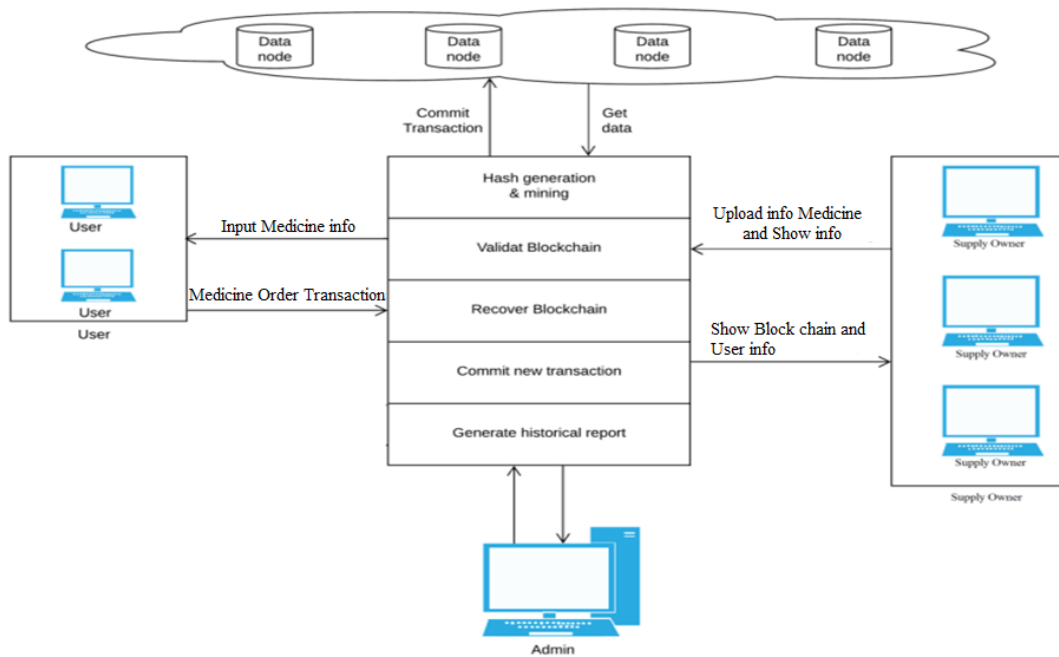 Data
node
Data
node
Data
node
Data
node
Commit
Transaction
Get
data
Hash generation
& mining
Validat Blockchain
Recover Blockchain
Commit new transaction
Generate historical report
User
User
User
Input Medicine info
Medicine Order Transaction
Upload info Medicine
and Show info
Show Block chain and
User info
Supply Owner
Supply Owner
Supply Owner
Supply Owner
Admin